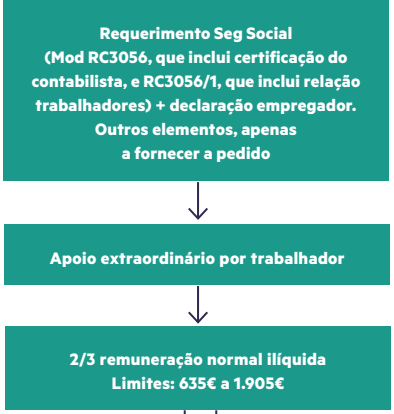 Requerimento Seg Social
(Mod RC3056, que inclui certificação do
contabilista, e RC3056/1, que inclui relação
trabalhadores) + declaração empregador.
Outros elementos, apenas
a fornecer a pedido
Apoio extraordinário por trabalhador
2/3 remuneração normal ilíquida
Limites: 635€ a 1.905€